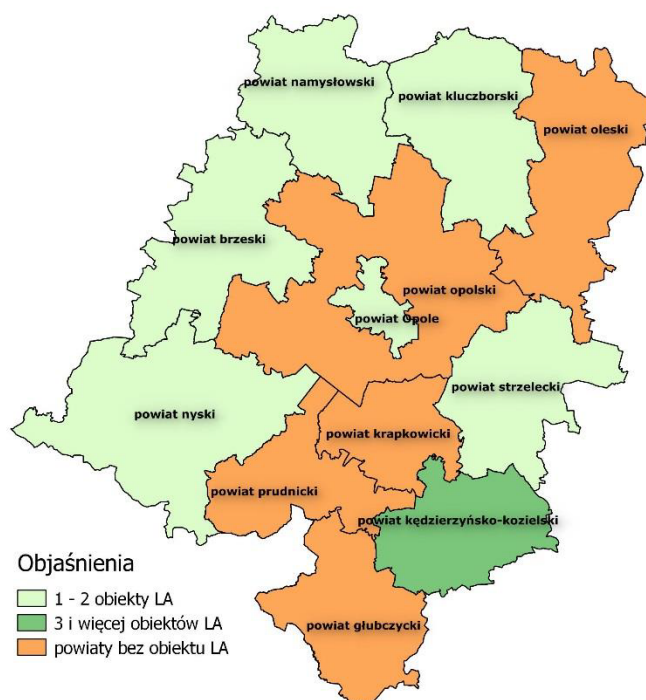 powiat namysłowski
powiat kluczborski
powiat oleski
powiat brzeski
powiat opolski
powiat Opole
powiat strzelecki
powiat nyski
powiat krapkowicki
powiat prudnicki
powiat kędzierzyńsko-kozielski
powiat głubczycki
Objaśnienia
1 - 2 obiekty LA
3 i więcej obiektów LA
powiaty bez obiektu LA